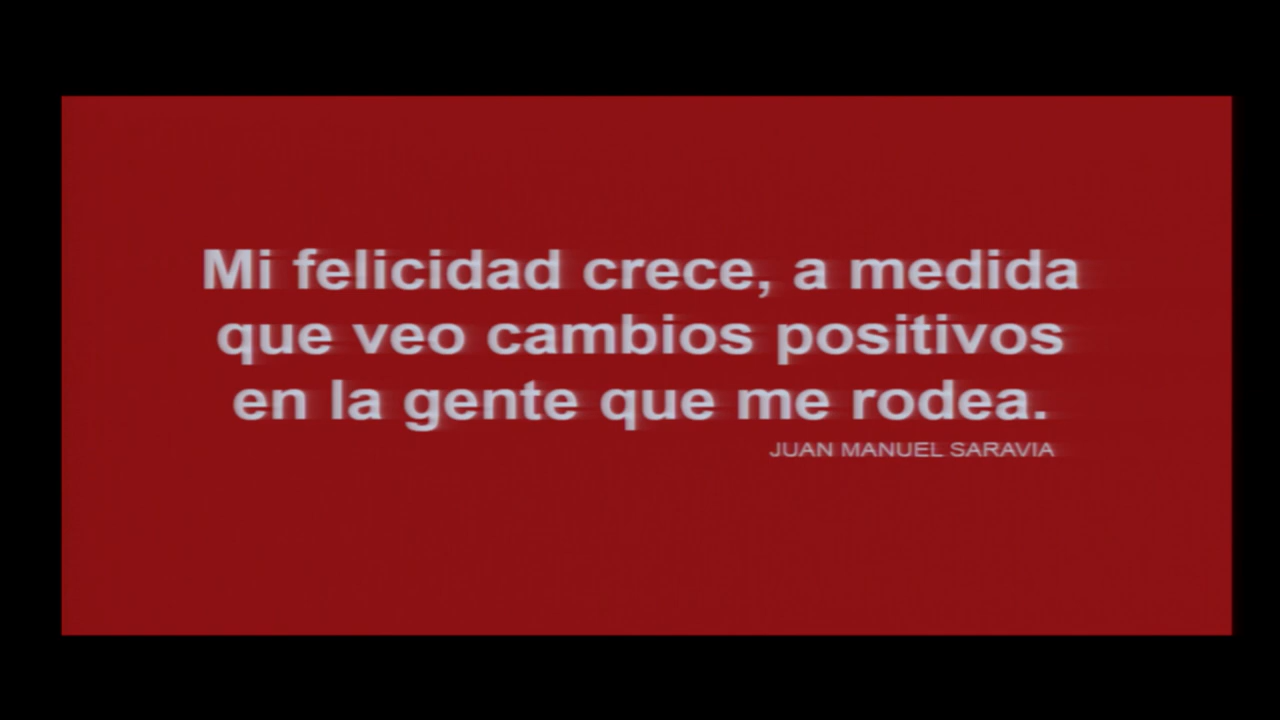 Mi felicidad crece, a medida
que veo cambios positivos
en la gente que me rodea.
JUAN MANUEL SARAVIA